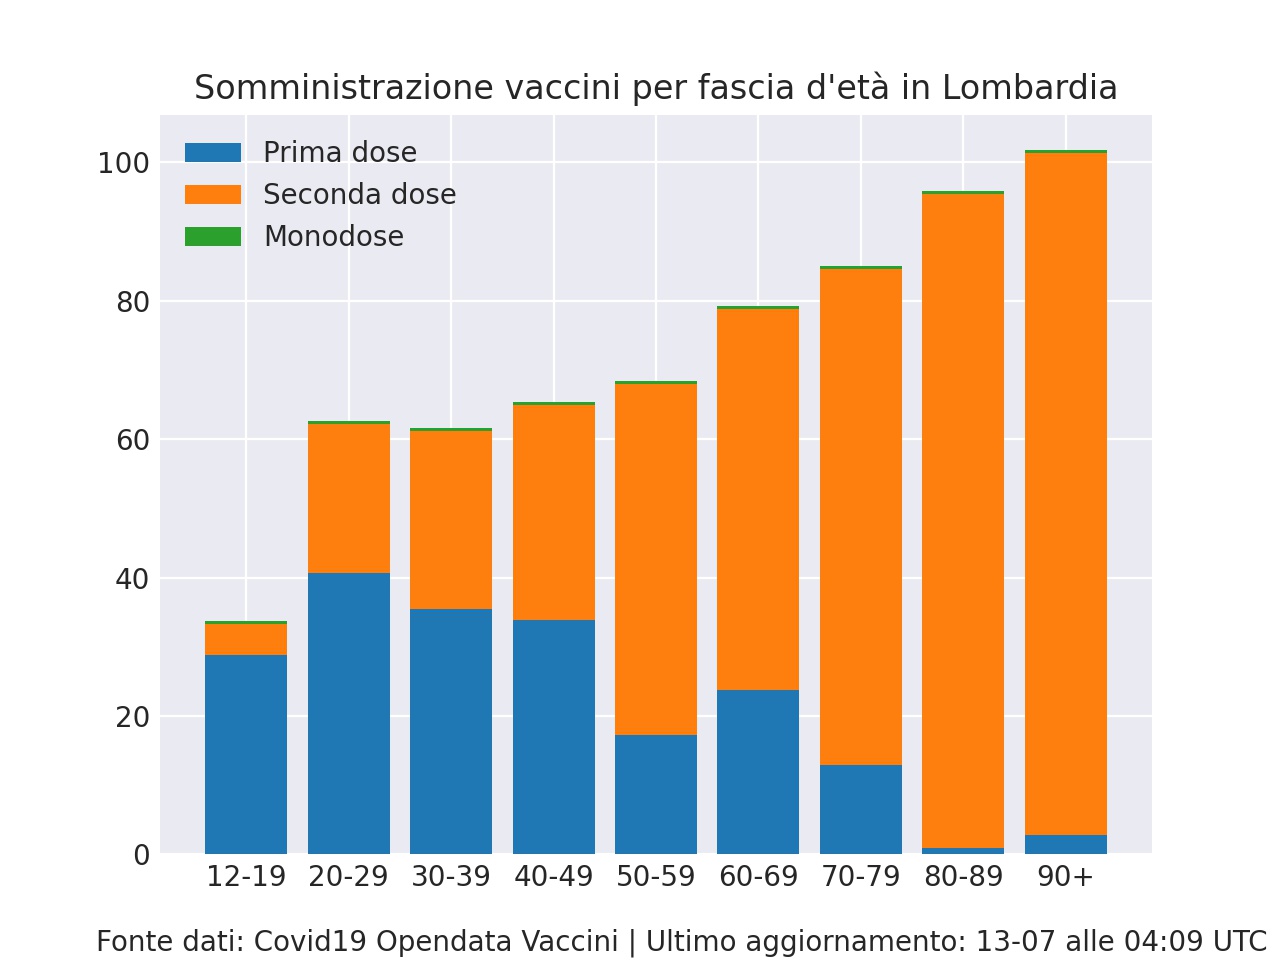 Somministrazione vaccini per fascia d'età in Lombardia
Prima dose
Seconda dose
Monodose
100
80
60
40
20
0
12-19 20-29 30-39 40-49 50-59 60-69 70-79 80-89 90+
Fonte dati: Covid19 Opendata Vaccini | Ultimo aggiornamento: 13-07 alle 04:09 UTC